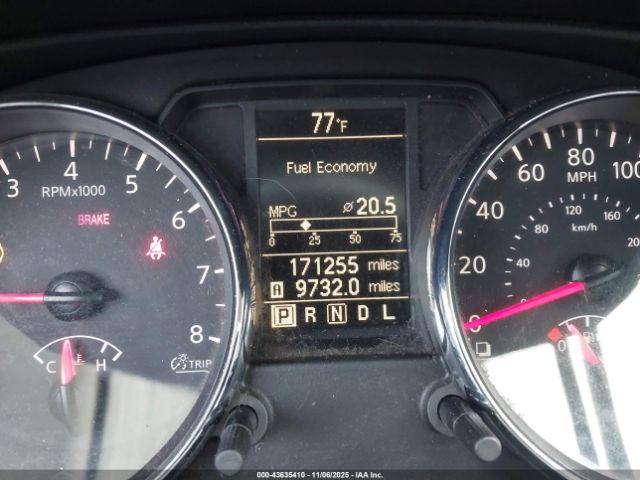 77°F
Fuel Economy
MPG ⌀ 20.5
0 25 50 75
171255 miles
A 9732.0 miles
P R N D L
3 4 5 6 7 8
RPMx1000
BRAKE
C H
TRIP
0 20 40 60 80 100
MPH
40 80 120 160
km/h
0
000-43635410 - 11/06/2025 - IAA Inc.